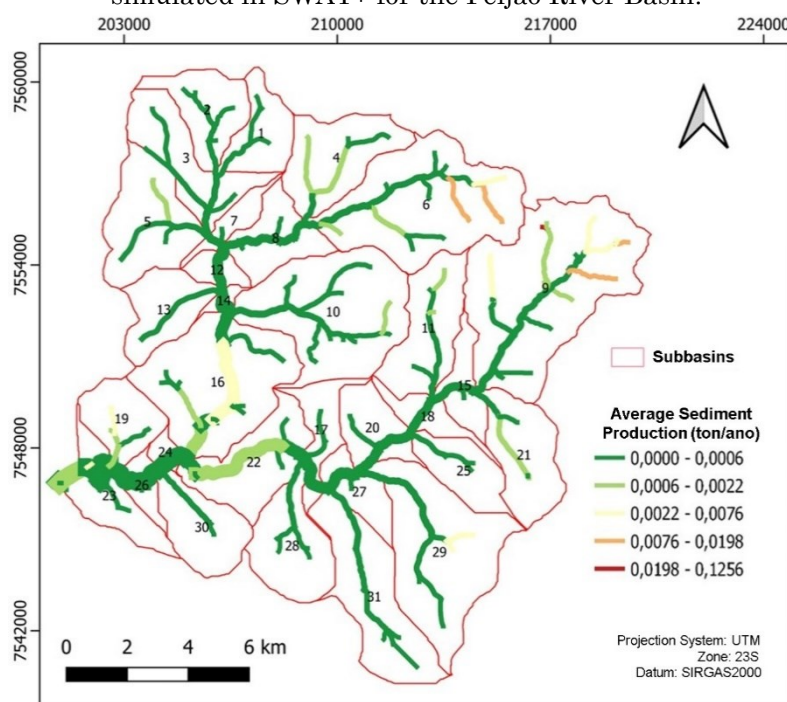 simulated in SWAT+ for the Feijão River Basin.
203000 210000 217000 224000
7560000
7554000
7548000
7542000
2
1
3
4
6
5
7
8
12
9
13
14
10
11
16
15
19
18
20
17
24
22
25
21
23
26
27
30
28
29
31
Subbasins
Average Sediment
Production (ton/ano)
0,0000 - 0,0006
0,0006 - 0,0022
0,0022 - 0,0076
0,0076 - 0,0198
0,0198 - 0,1256
0 2 4 6 km
Projection System: UTM
Zone: 23S
Datum: SIRGAS2000